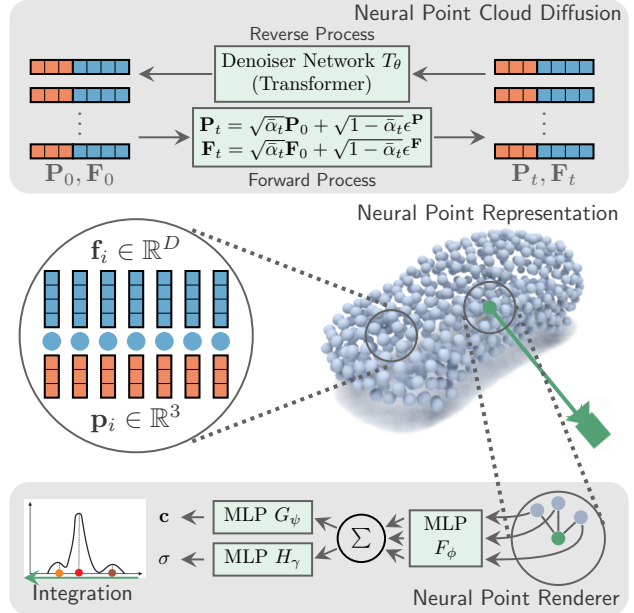 Neural Point Cloud Diffusion
Reverse Process
Denoiser Network T_θ
(Transformer)
P_t = √ᾱ_t P_0 + √1 − ᾱ_t ϵ^P
F_t = √ᾱ_t F_0 + √1 − ᾱ_t ϵ^F
P_0, F_0
Forward Process
P_t, F_t
Neural Point Representation
f_i ∈ ℝ^D
p_i ∈ ℝ^3
c
MLP G_ψ
σ
MLP H_γ
Σ
MLP
F_ϕ
Integration
Neural Point Renderer